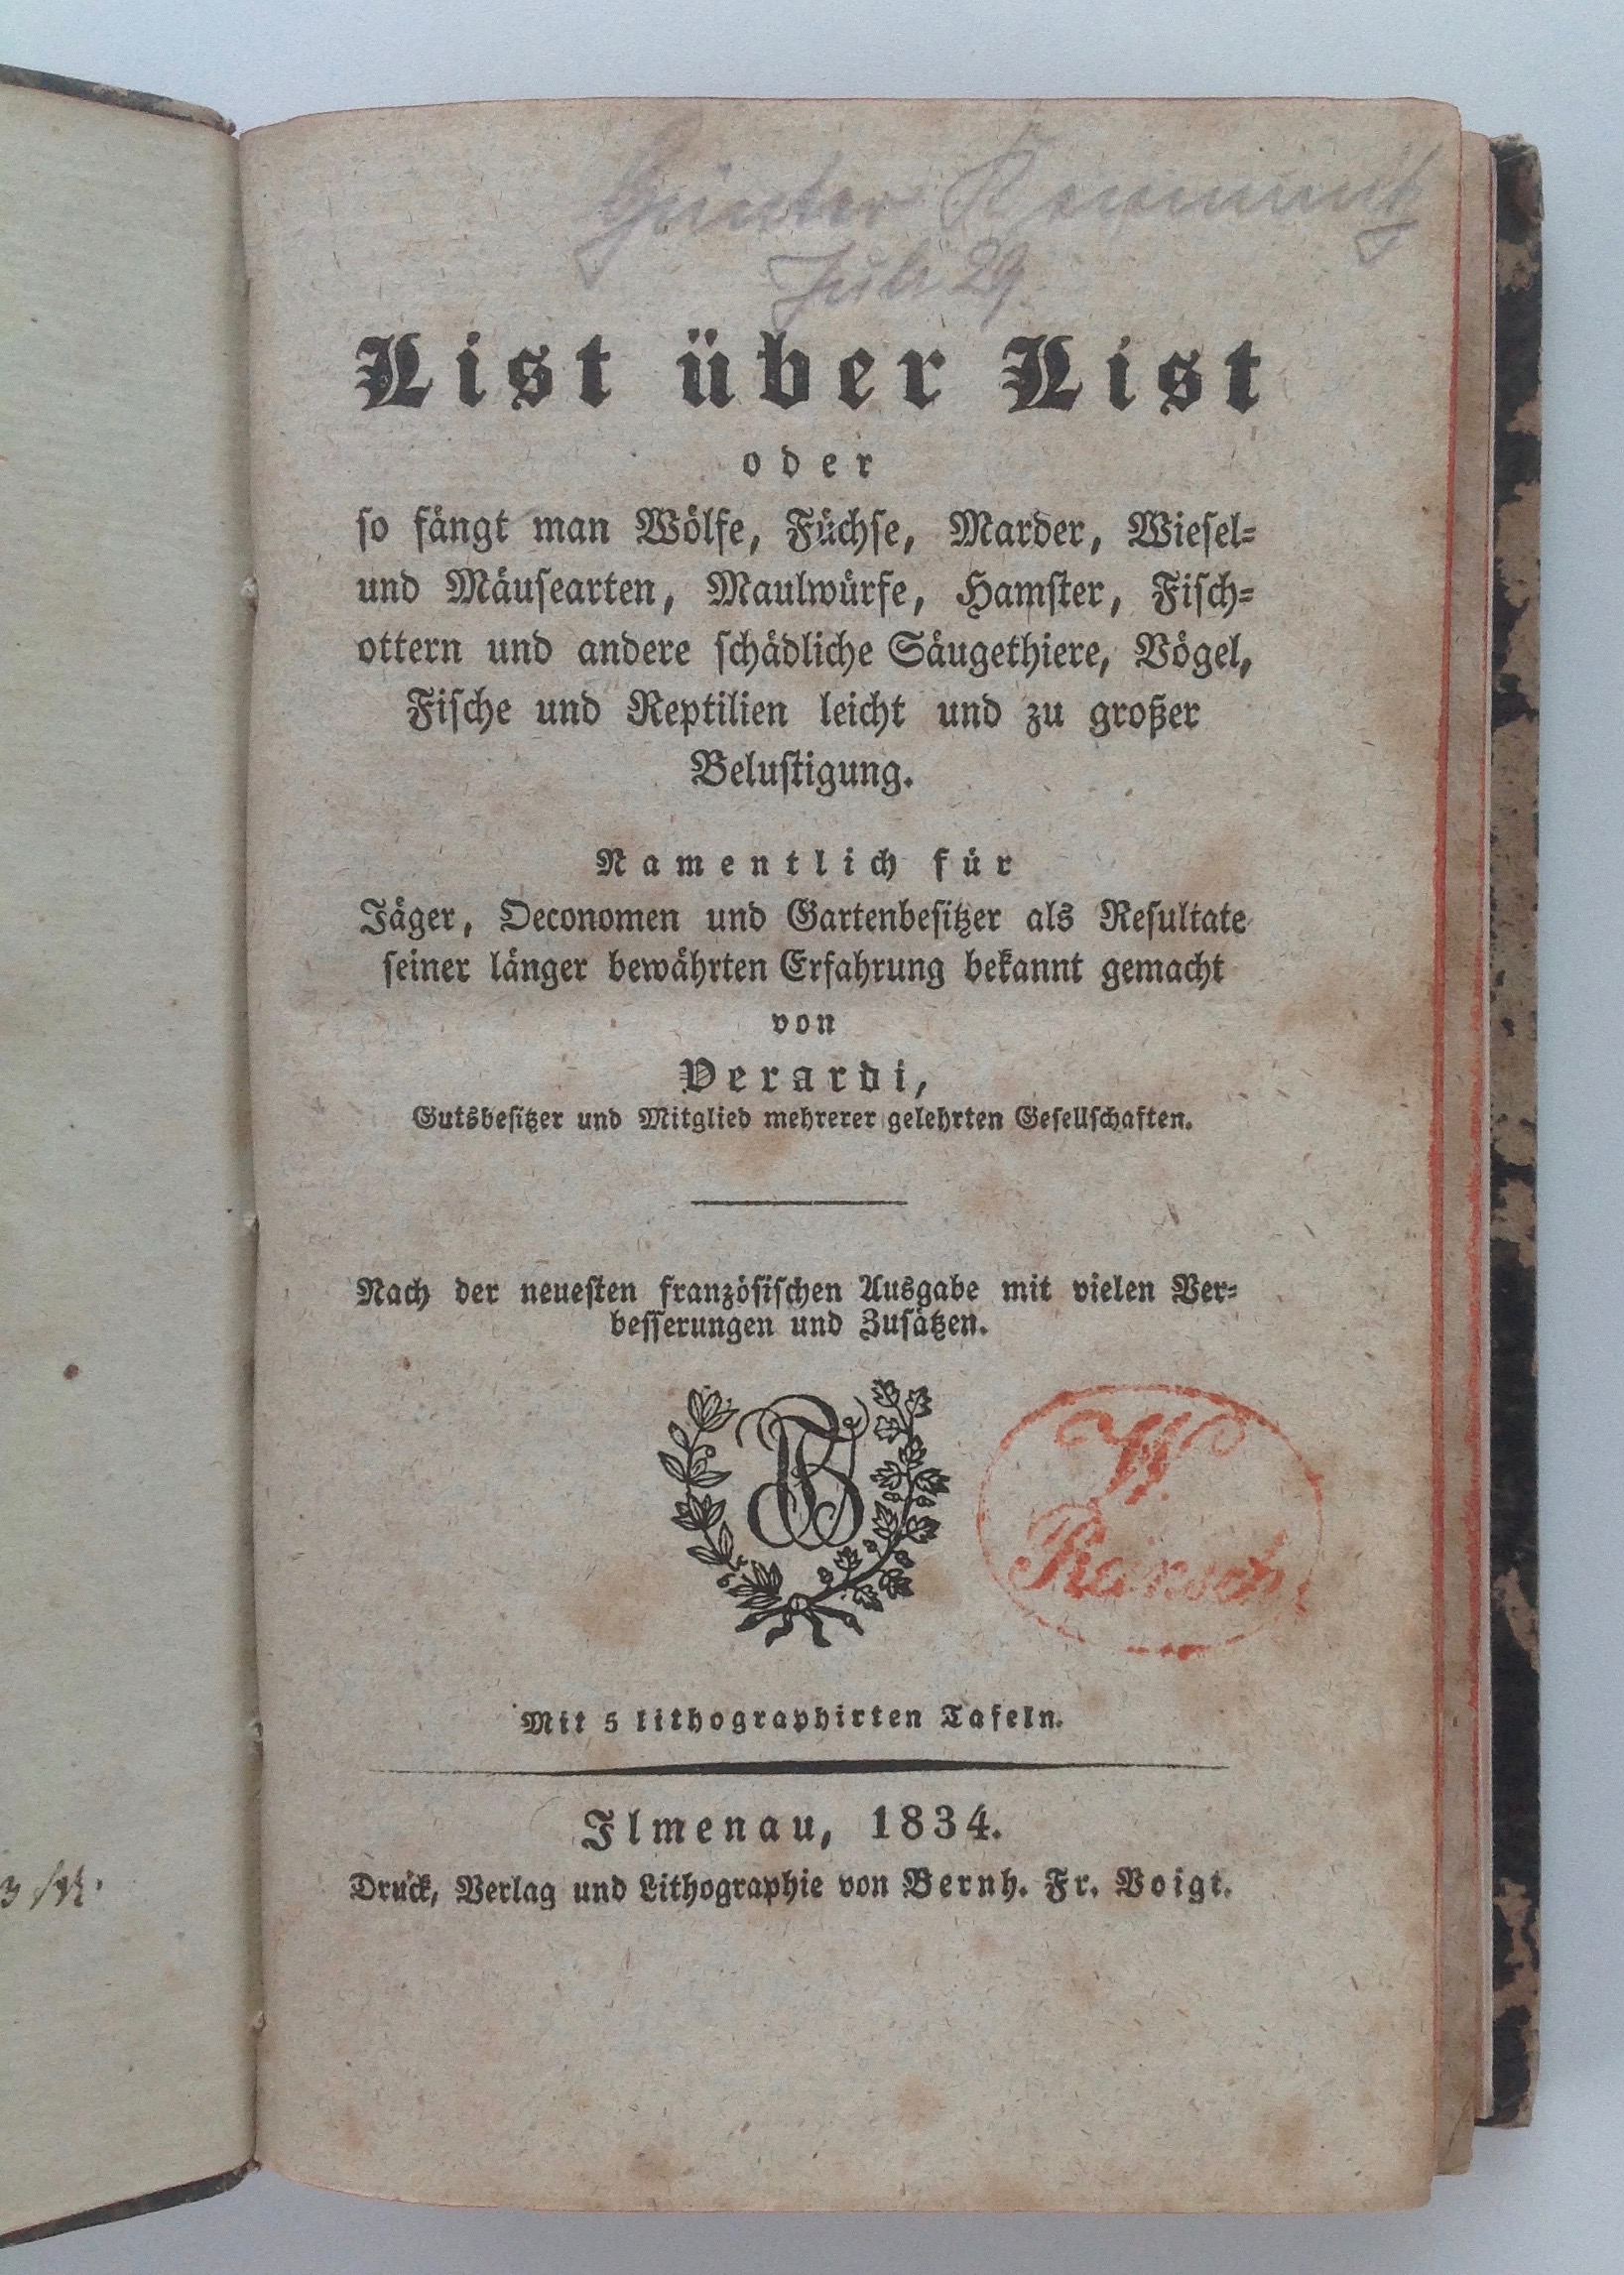 Juli 29
List über List
oder
so fängt man Wölfe, Füchse, Marder, Wiesel-
und Mäusearten, Maulwürfe, Hamster, Fisch-
ottern und andere schädliche Säugethiere, Vögel,
Fische und Reptilien leicht und zu großer
Belustigung.
Namentlich für
Jäger, Oeconomen und Gartenbesitzer als Resultate
seiner länger bewährten Erfahrung bekannt gemacht
von
Verardi,
Gutsbesitzer und Mitglied mehrerer gelehrten Gesellschaften.
Nach der neuesten französischen Ausgabe mit vielen Ver-
besserungen und Zusätzen.
W.
Rainsch
Mit 5 lithographirten Tafeln.
Ilmenau, 1834.
Druck, Verlag und Lithographie von Bernh. Fr. Voigt.